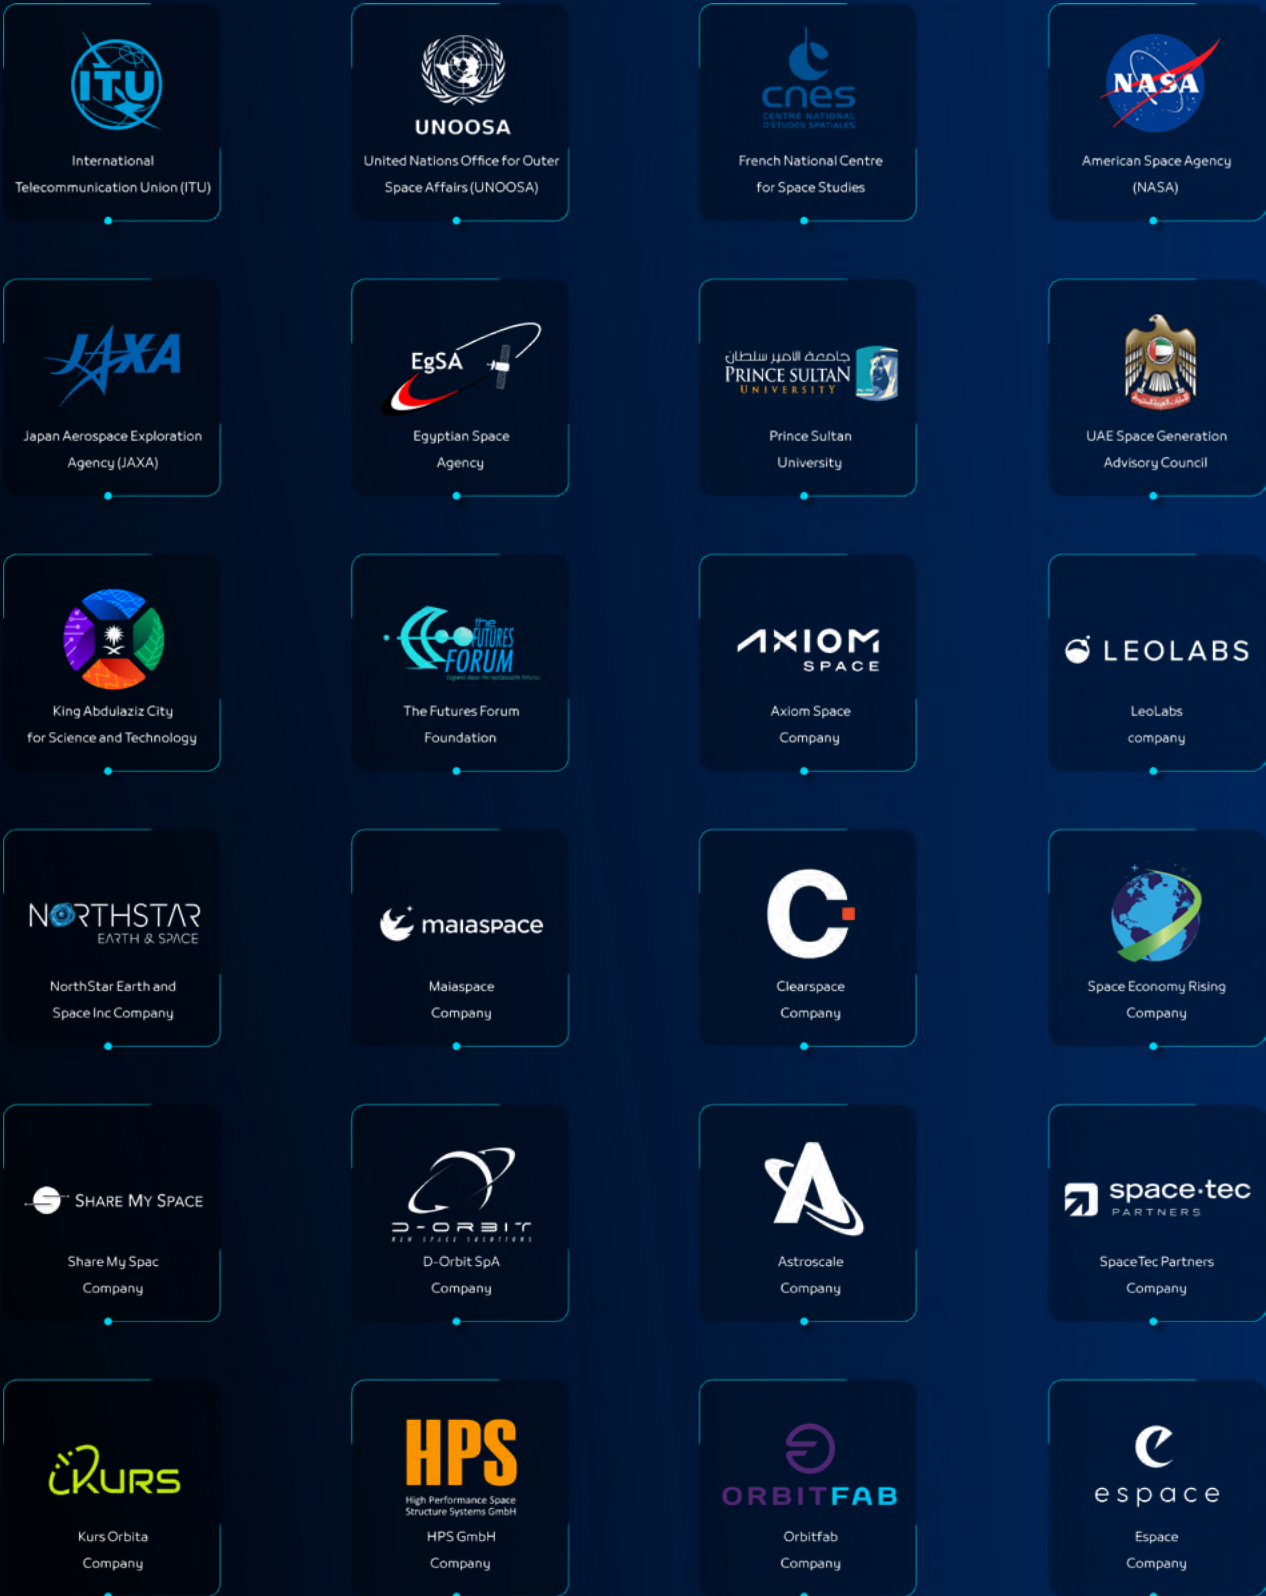 ITU
International
Telecommunication Union (ITU)
UNOOSA
United Nations Office for Outer
Space Affairs (UNOOSA)
cnes
CENTRE NATIONAL
D'ÉTUDES SPATIALES
French National Centre
for Space Studies
NASA
American Space Agency
(NASA)
JAXA
Japan Aerospace Exploration
Agency (JAXA)
EgSA
Egyptian Space
Agency
جامعة الأمير سلطان
PRINCE SULTAN
UNIVERSITY
Prince Sultan
University
UAE Space Generation
Advisory Council
King Abdulaziz City
for Science and Technology
the
FUTURES
FORUM
The Futures Forum
Foundation
AXIOM
SPACE
Axiom Space
Company
LEOLABS
LeoLabs
company
NORTHSTAR
EARTH & SPACE
NorthStar Earth and
Space Inc Company
maiaspace
Maiaspace
Company
C
Clearspace
Company
Space Economy Rising
Company
SHARE MY SPACE
Share My Spac
Company
D-ORBIT
NEW SPACE SOLUTIONS
D-Orbit SpA
Company
A
Astroscale
Company
space·tec
PARTNERS
SpaceTec Partners
Company
KURS
Kurs Orbita
Company
HPS
High Performance Space
Structure Systems GmbH
HPS GmbH
Company
ORBITFAB
Orbitfab
Company
e
espace
Espace
Company